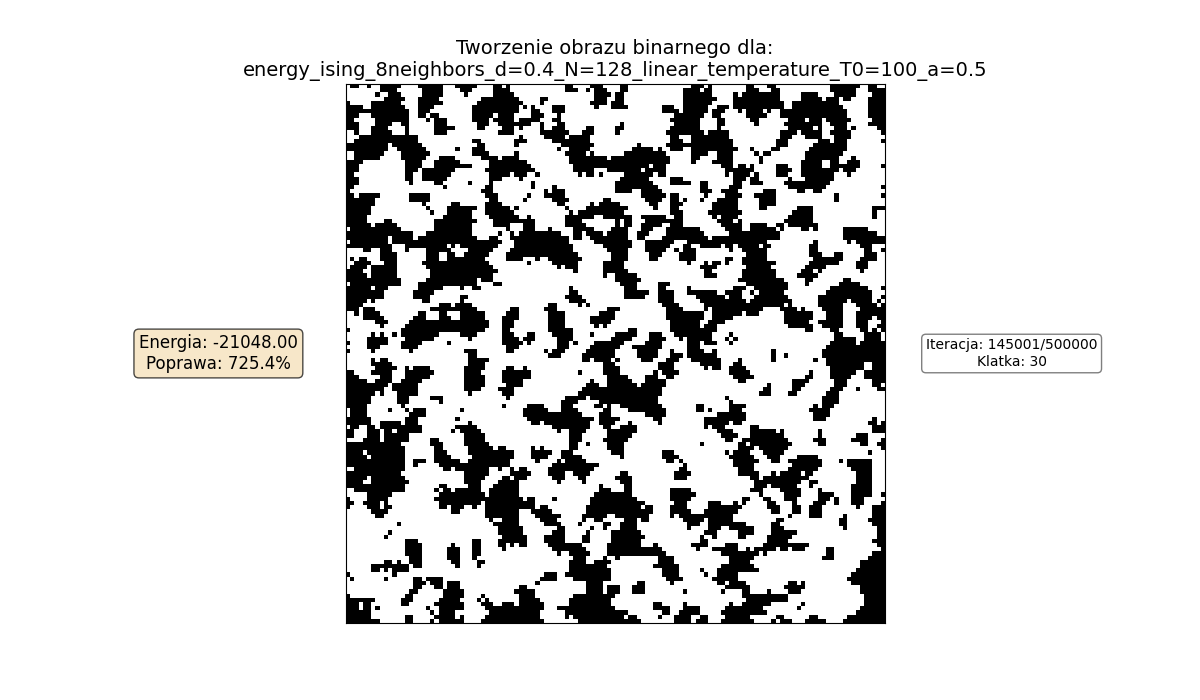 Tworzenie obrazu binarnego dla:
energy_ising_8neighbors_d=0.4_N=128_linear_temperature_T0=100_a=0.5
Energia: -21048.00
Poprawa: 725.4%
Iteracja: 145001/500000
Klatka: 30